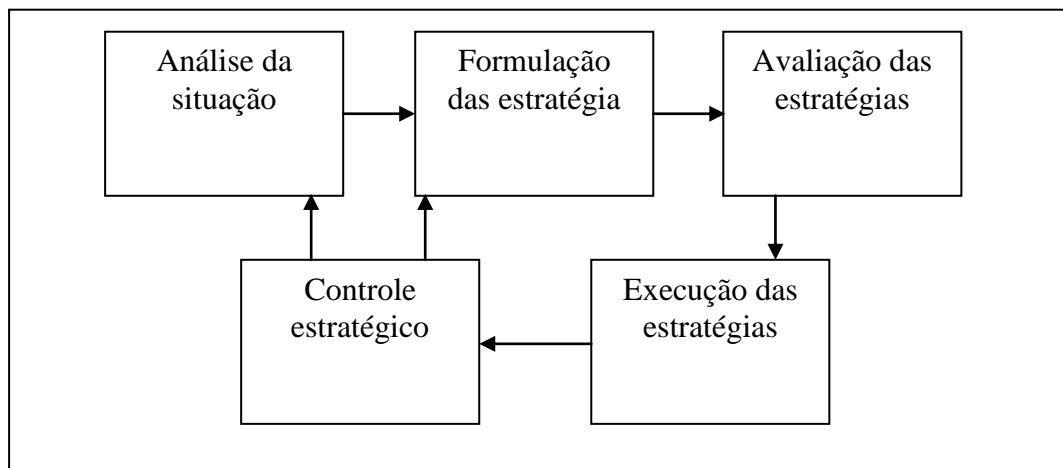 Análise da
situação
Formulação
das estratégia
Avaliação das
estratégias
Controle
estratégico
Execução das
estratégias